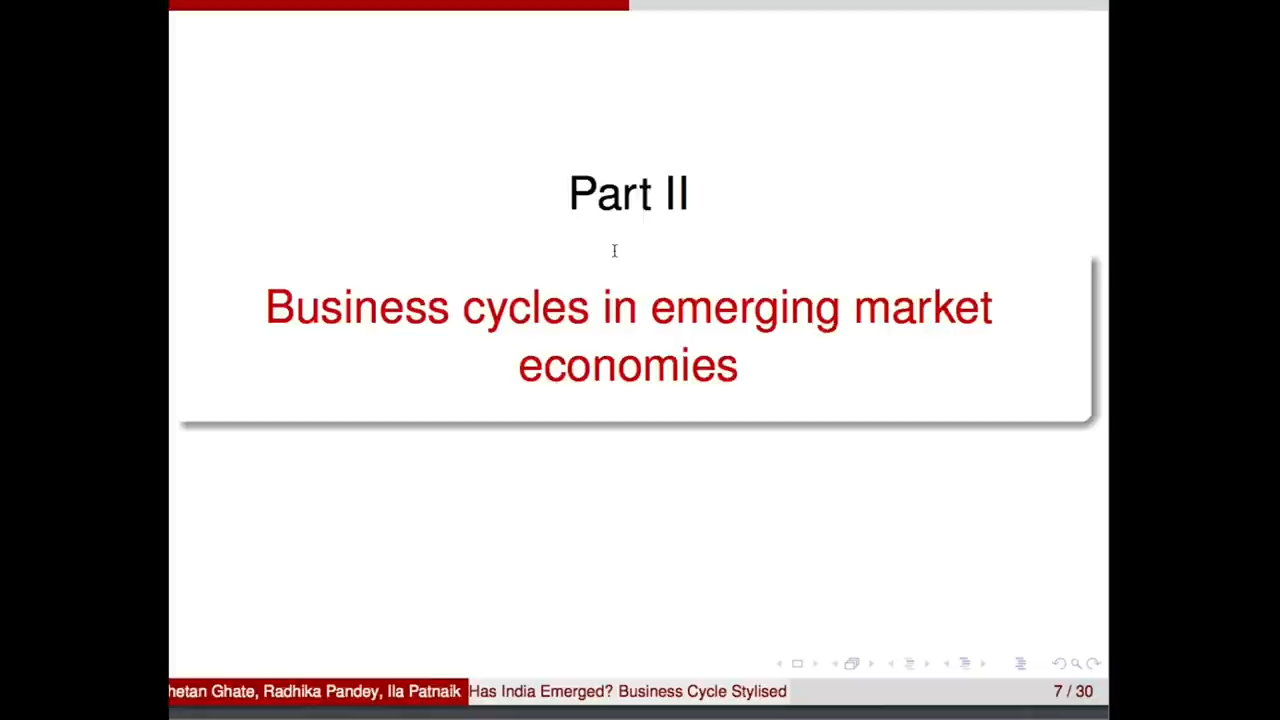 Part II
Business cycles in emerging market
economies
hetan Ghate, Radhika Pandey, Ila Patnaik Has India Emerged? Business Cycle Stylised 7 / 30